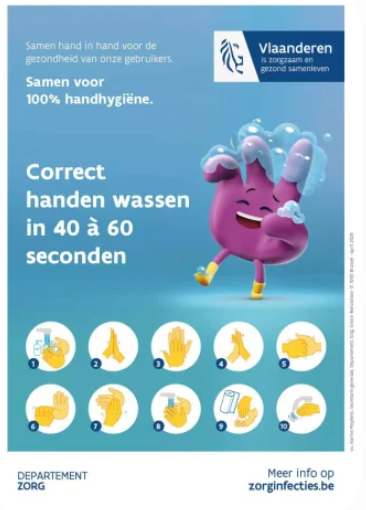 Samen hand in hand voor de
gezondheid van onze gebruikers.
Samen voor
100% handhygiëne.
Vlaanderen
is zorgzaam en
gezond samenleven
Correct
handen wassen
in 40 à 60
seconden
1
2
3
4
5
6
7
8
9
10
DEPARTEMENT
ZORG
Meer info op
zorginfecties.be